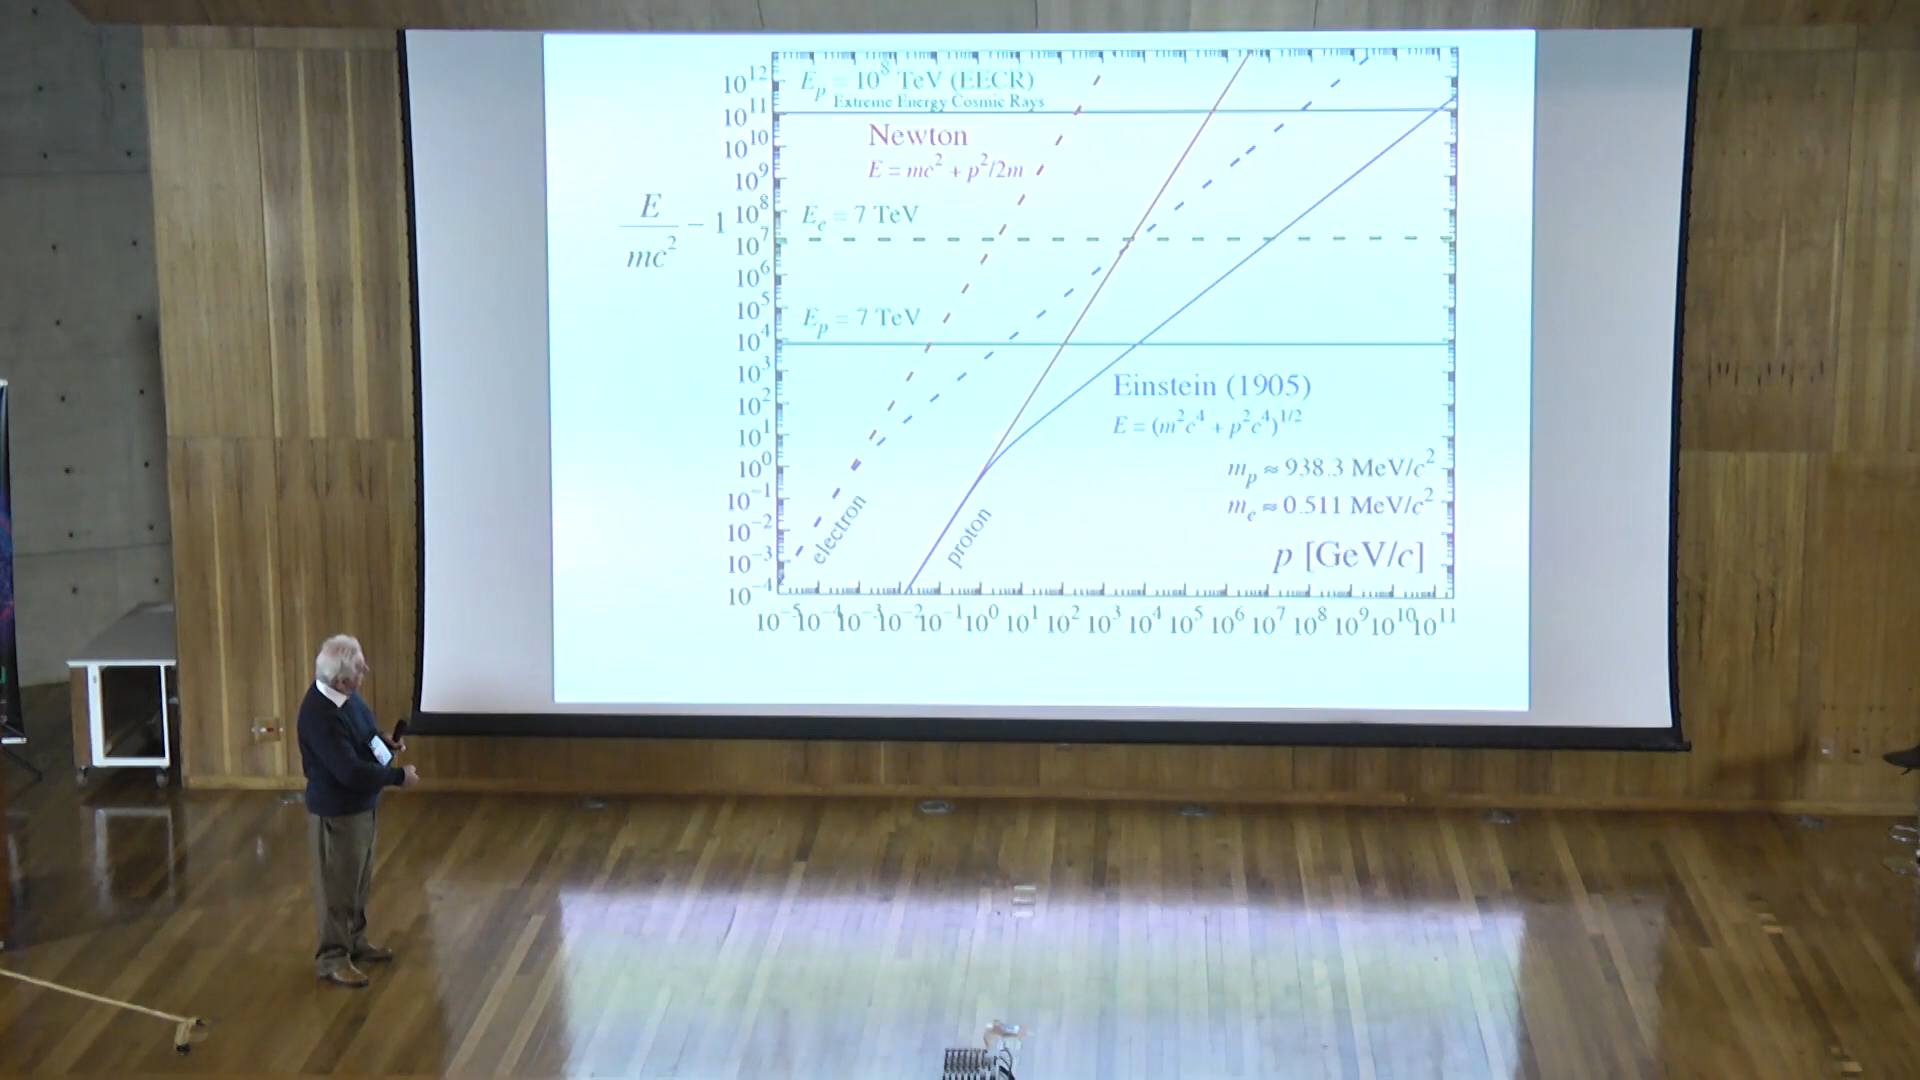 E_p = 10^8 TeV (EECR)
Extreme Energy Cosmic Rays
Newton
E = mc^2 + p^2/2m
E/mc^2 − 1
E_e = 7 TeV
E_p = 7 TeV
Einstein (1905)
E = (m^2c^4 + p^2c^4)^1/2
m_p ≈ 938.3 MeV/c^2
m_e ≈ 0.511 MeV/c^2
electron
proton
p [GeV/c]
10^12
10^11
10^10
10^9
10^8
10^7
10^6
10^5
10^4
10^3
10^2
10^1
10^0
10^−1
10^−2
10^−3
10^−4
10^−5 10^−4 10^−3 10^−2 10^−1 10^0 10^1 10^2 10^3 10^4 10^5 10^6 10^7 10^8 10^9 10^10 10^11